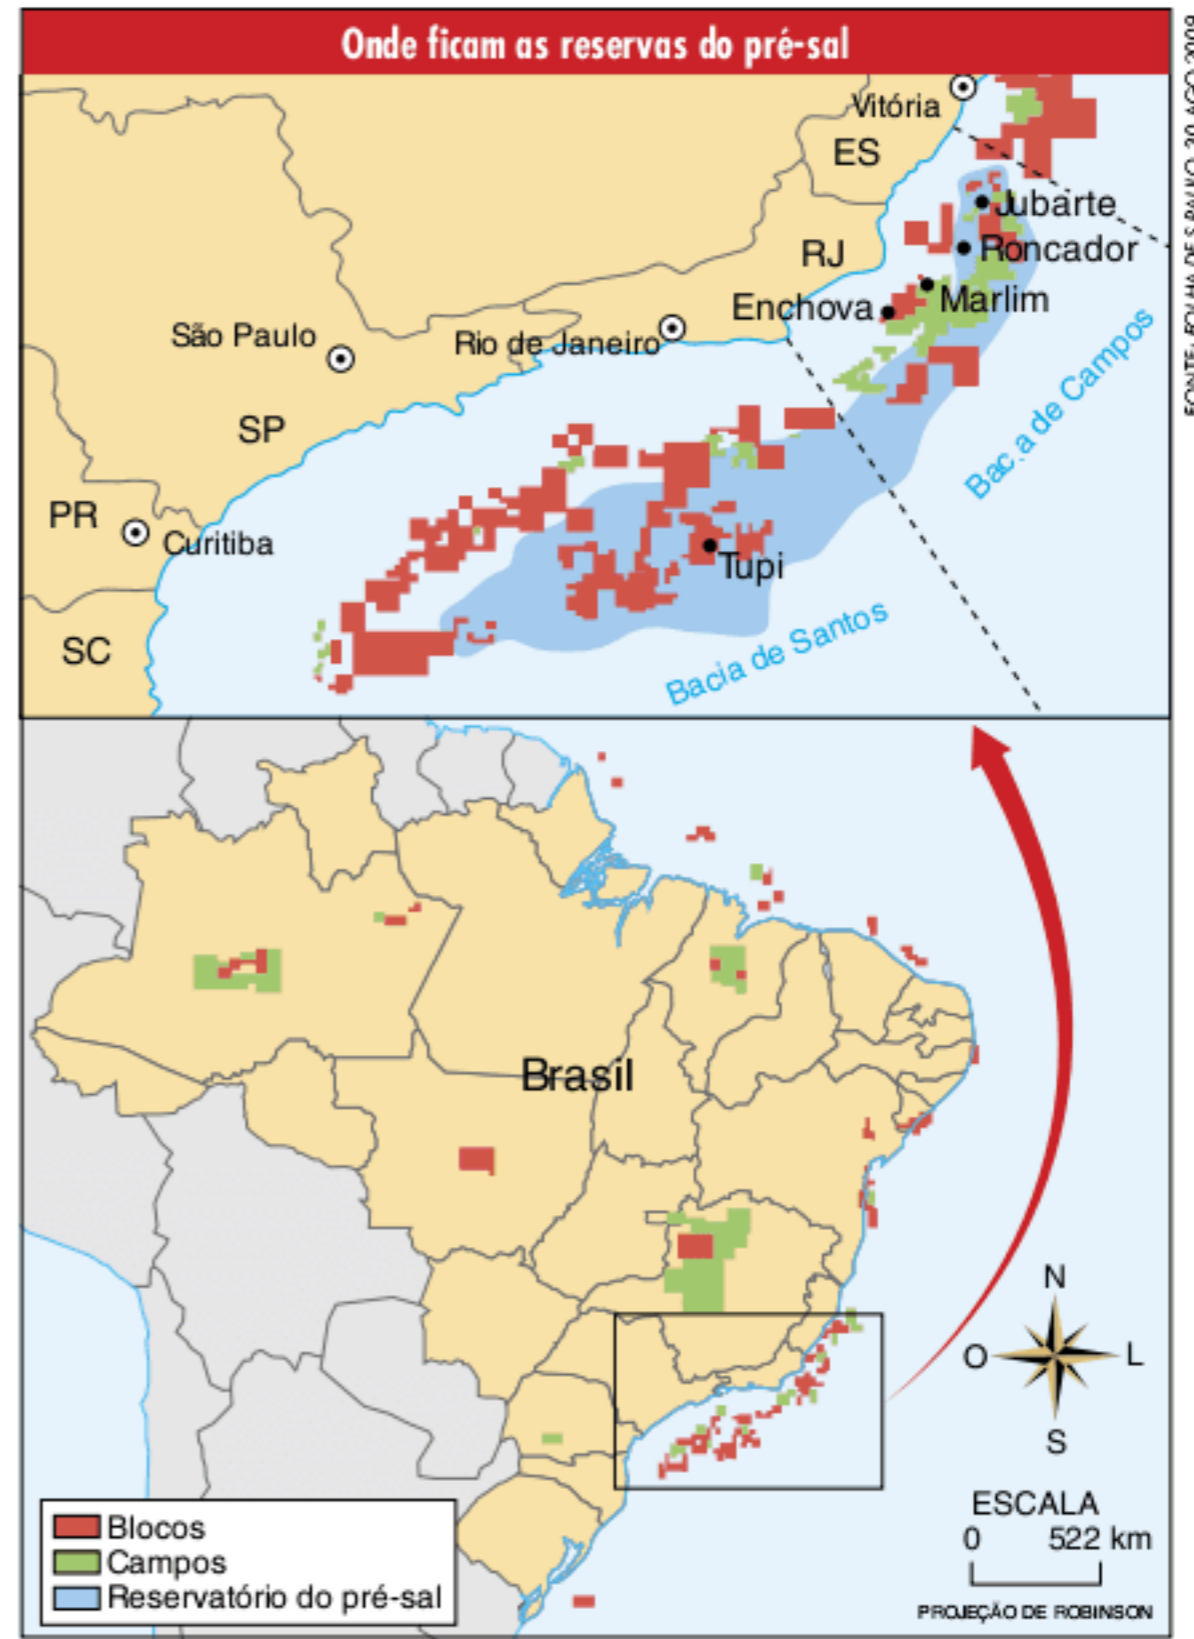 Onde ficam as reservas do pré-sal
Vitória
ES
Jubarte
RJ
Roncador
Enchova
Marlim
São Paulo
Rio de Janeiro
SP
Bacia de Campos
PR
Curitiba
Tupi
SC
Bacia de Santos
Brasil
N
O
L
S
Blocos
Campos
Reservatório do pré-sal
ESCALA
0 522 km
PROJEÇÃO DE ROBINSON